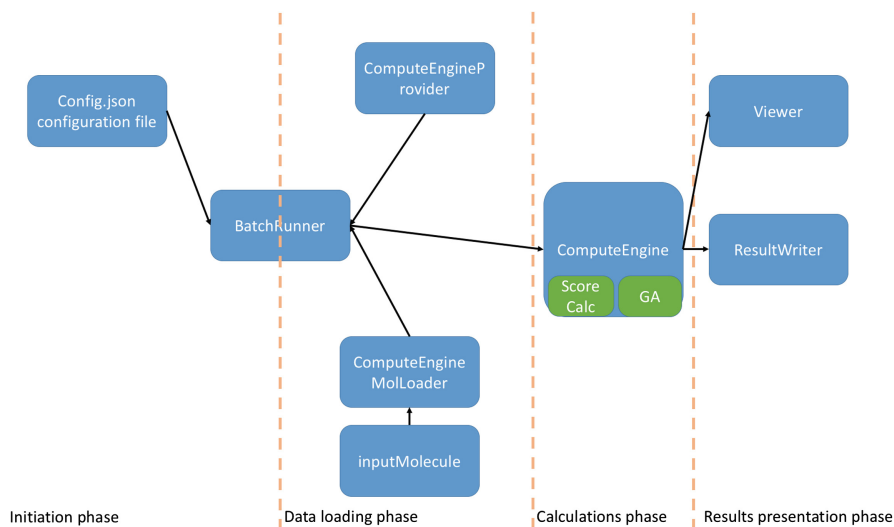 Config.json
configuration file
ComputeEngineP
rovider
Viewer
BatchRunner
ComputeEngine
ResultWriter
Score
Calc
GA
ComputeEngine
MolLoader
inputMolecule
Initiation phase
Data loading phase
Calculations phase
Results presentation phase